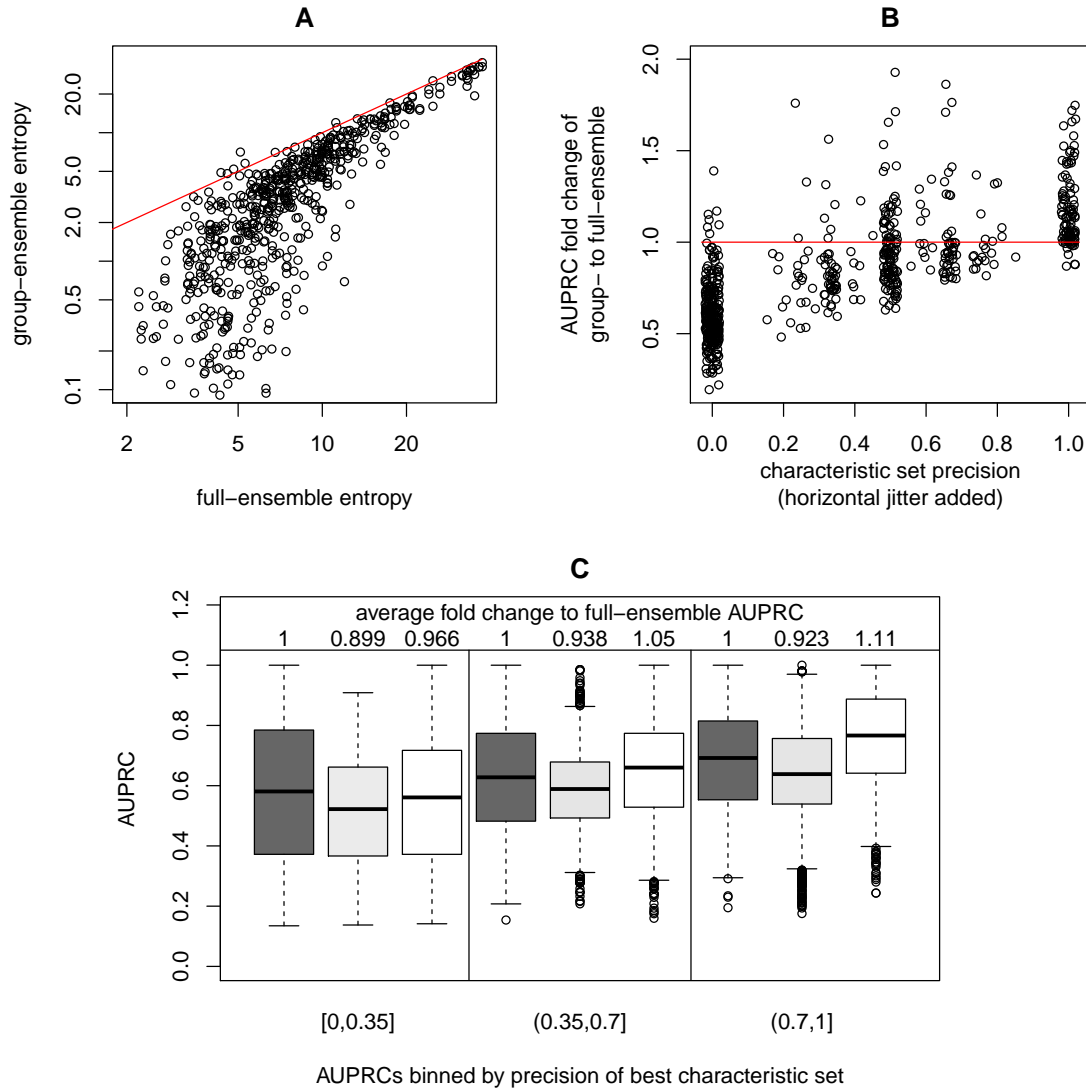 A
group−ensemble entropy
0.1
0.5
2.0
5.0
20.0
2
5
10
20
full−ensemble entropy
B
AUPRC fold change of
group− to full−ensemble
0.5
1.0
1.5
2.0
0.0
0.2
0.4
0.6
0.8
1.0
characteristic set precision
(horizontal jitter added)
C
AUPRC
0.0
0.2
0.4
0.6
0.8
1.0
1.2
average fold change to full−ensemble AUPRC
1 0.899 0.966 1 0.938 1.05 1 0.923 1.11
[0,0.35] (0.35,0.7] (0.7,1]
AUPRCs binned by precision of best characteristic set